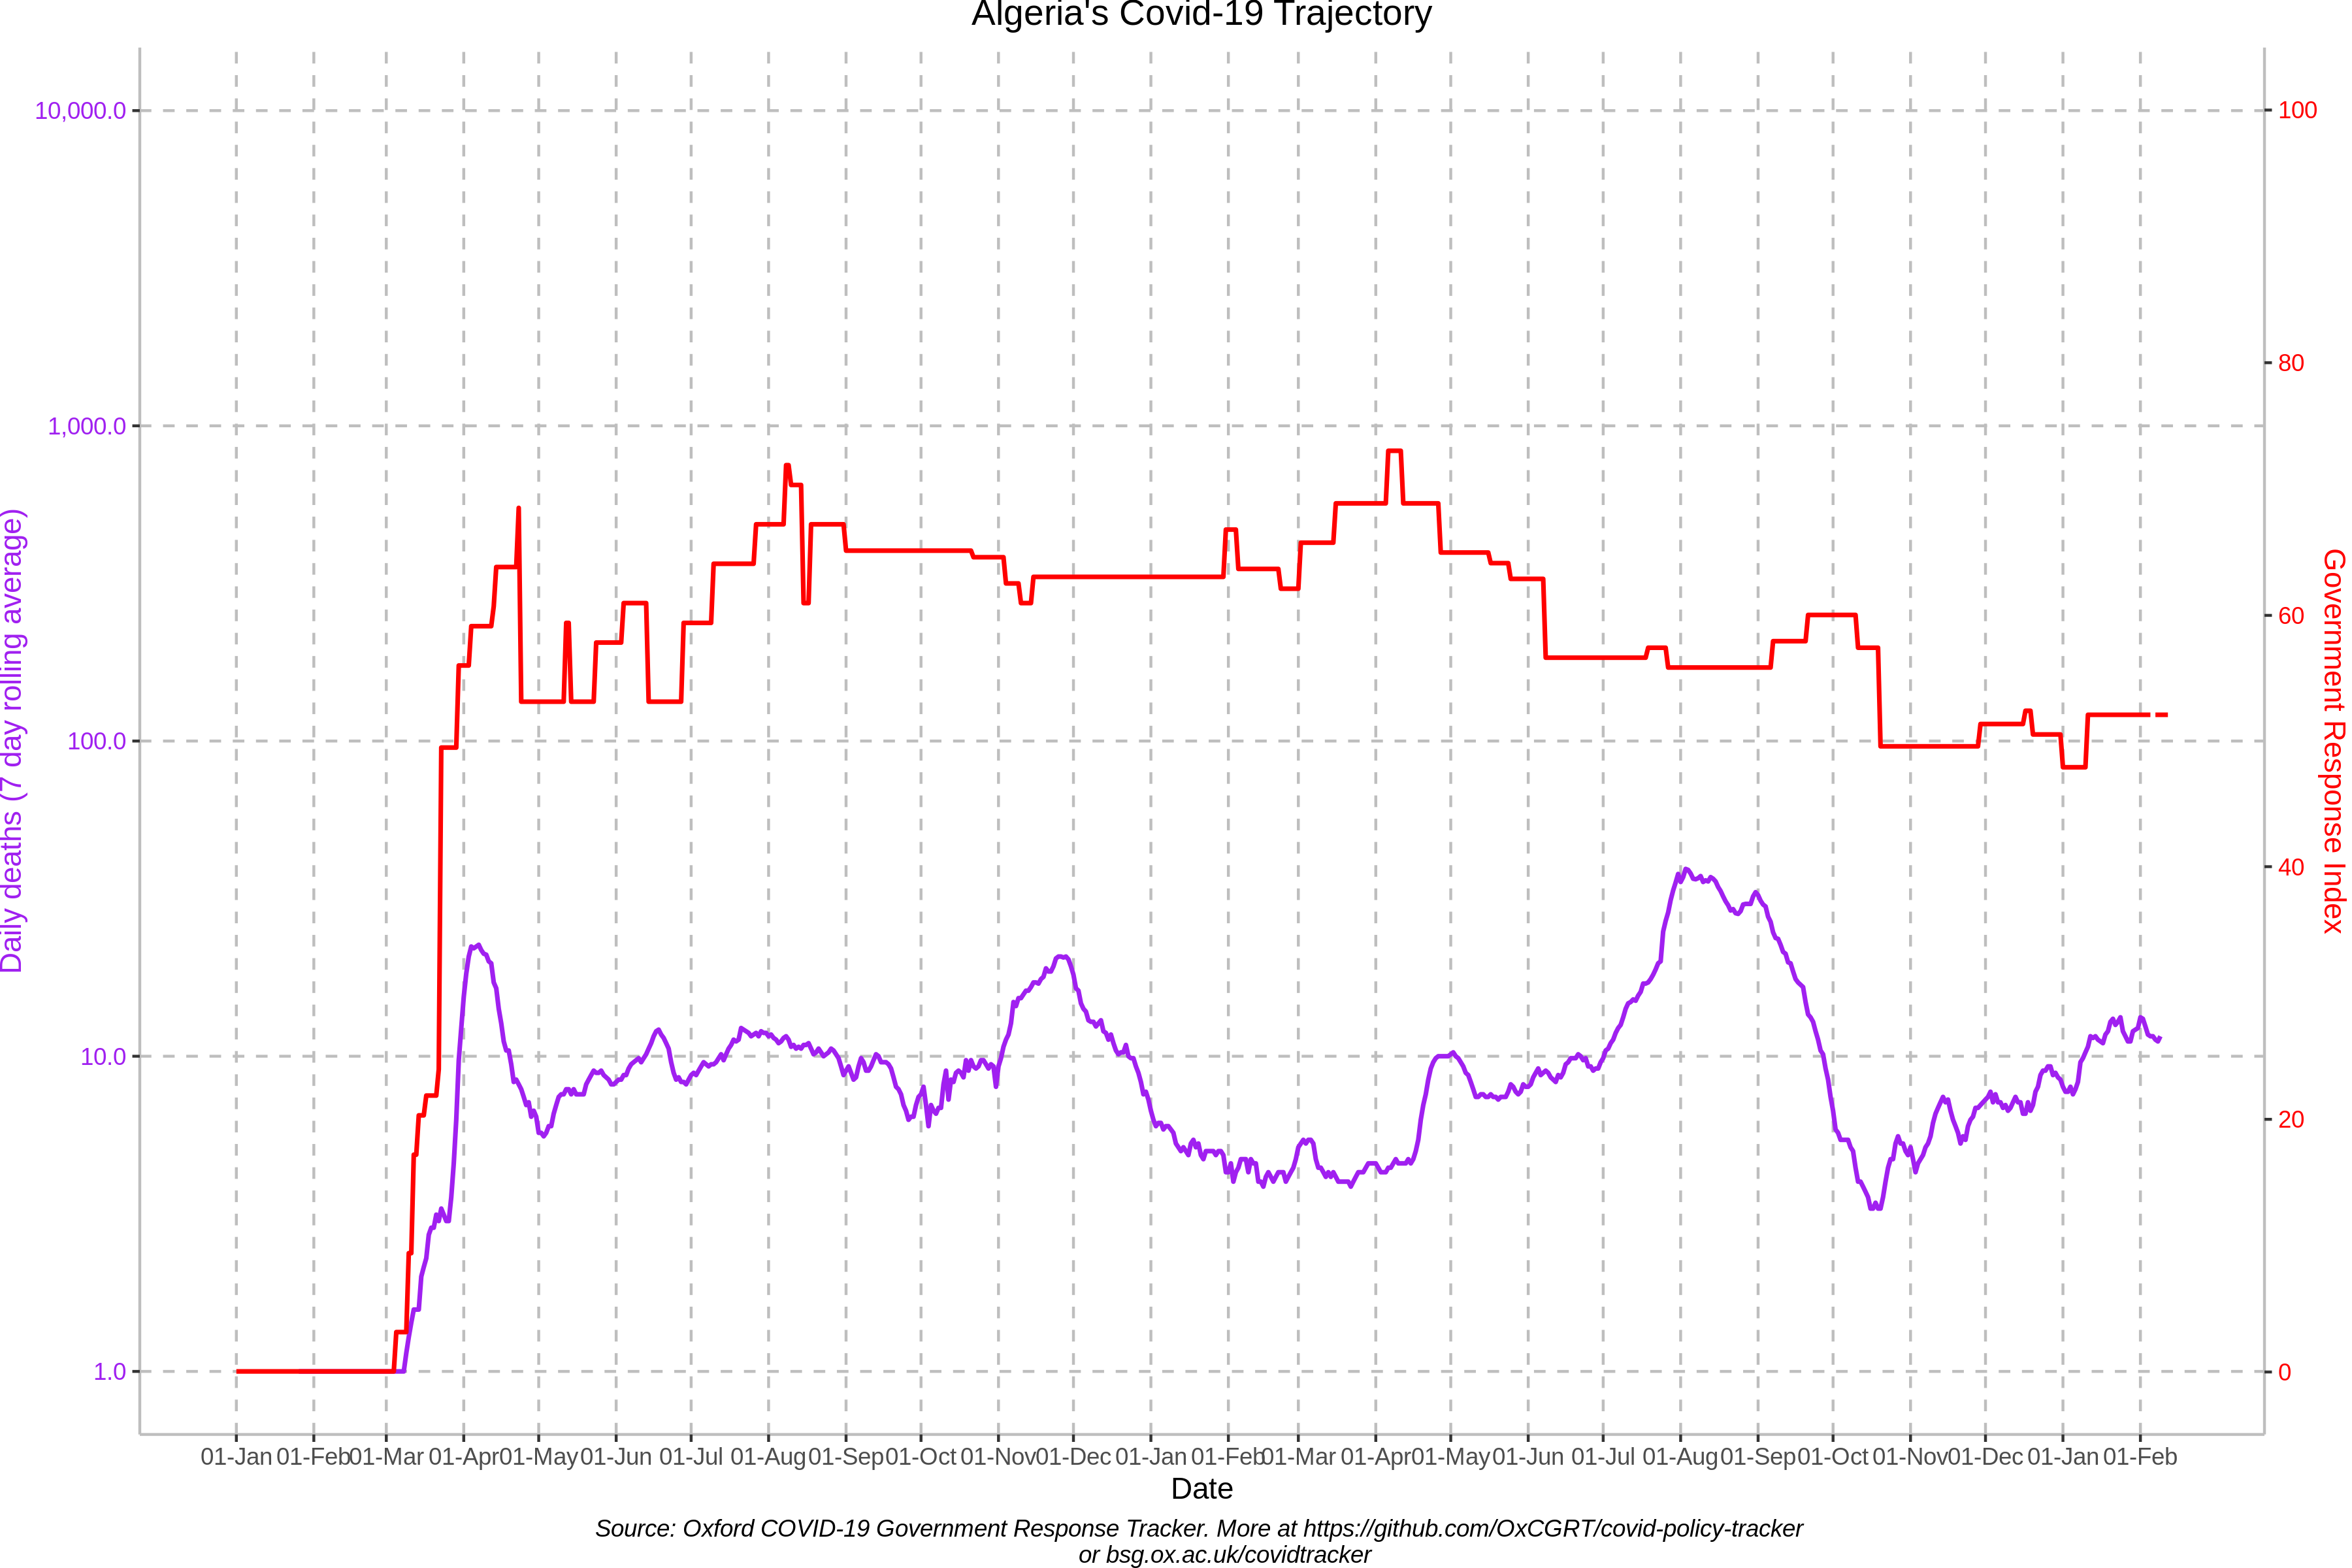 Algeria's Covid-19 Trajectory
10,000.0
1,000.0
100.0
10.0
1.0
Daily deaths (7 day rolling average)
100
80
60
40
20
0
Government Response Index
01-Jan 01-Feb 01-Mar 01-Apr 01-May 01-Jun 01-Jul 01-Aug 01-Sep 01-Oct 01-Nov 01-Dec 01-Jan 01-Feb 01-Mar 01-Apr 01-May 01-Jun 01-Jul 01-Aug 01-Sep 01-Oct 01-Nov 01-Dec 01-Jan 01-Feb
Date
Source: Oxford COVID-19 Government Response Tracker. More at https://github.com/OxCGRT/covid-policy-tracker
or bsg.ox.ac.uk/covidtracker